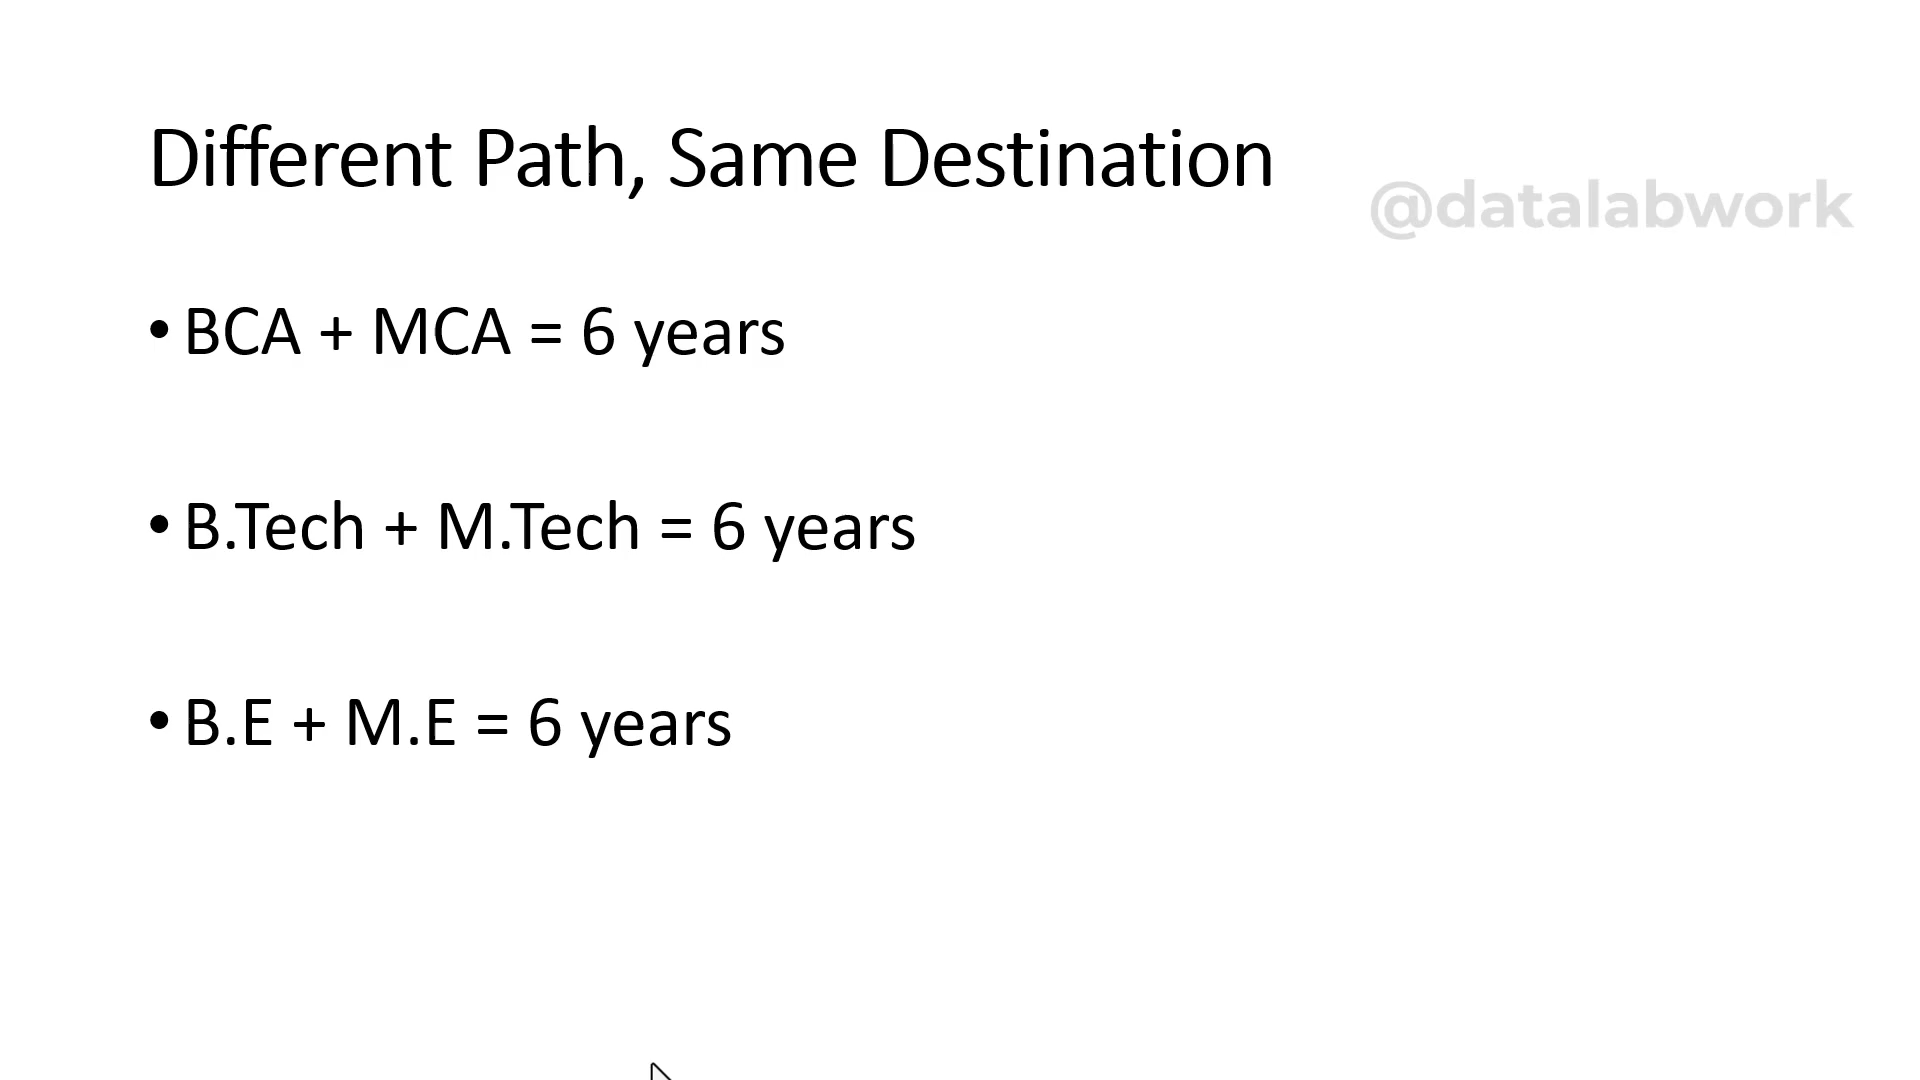 Different Path, Same Destination
@datalabwork
• BCA + MCA = 6 years
• B.Tech + M.Tech = 6 years
• B.E + M.E = 6 years